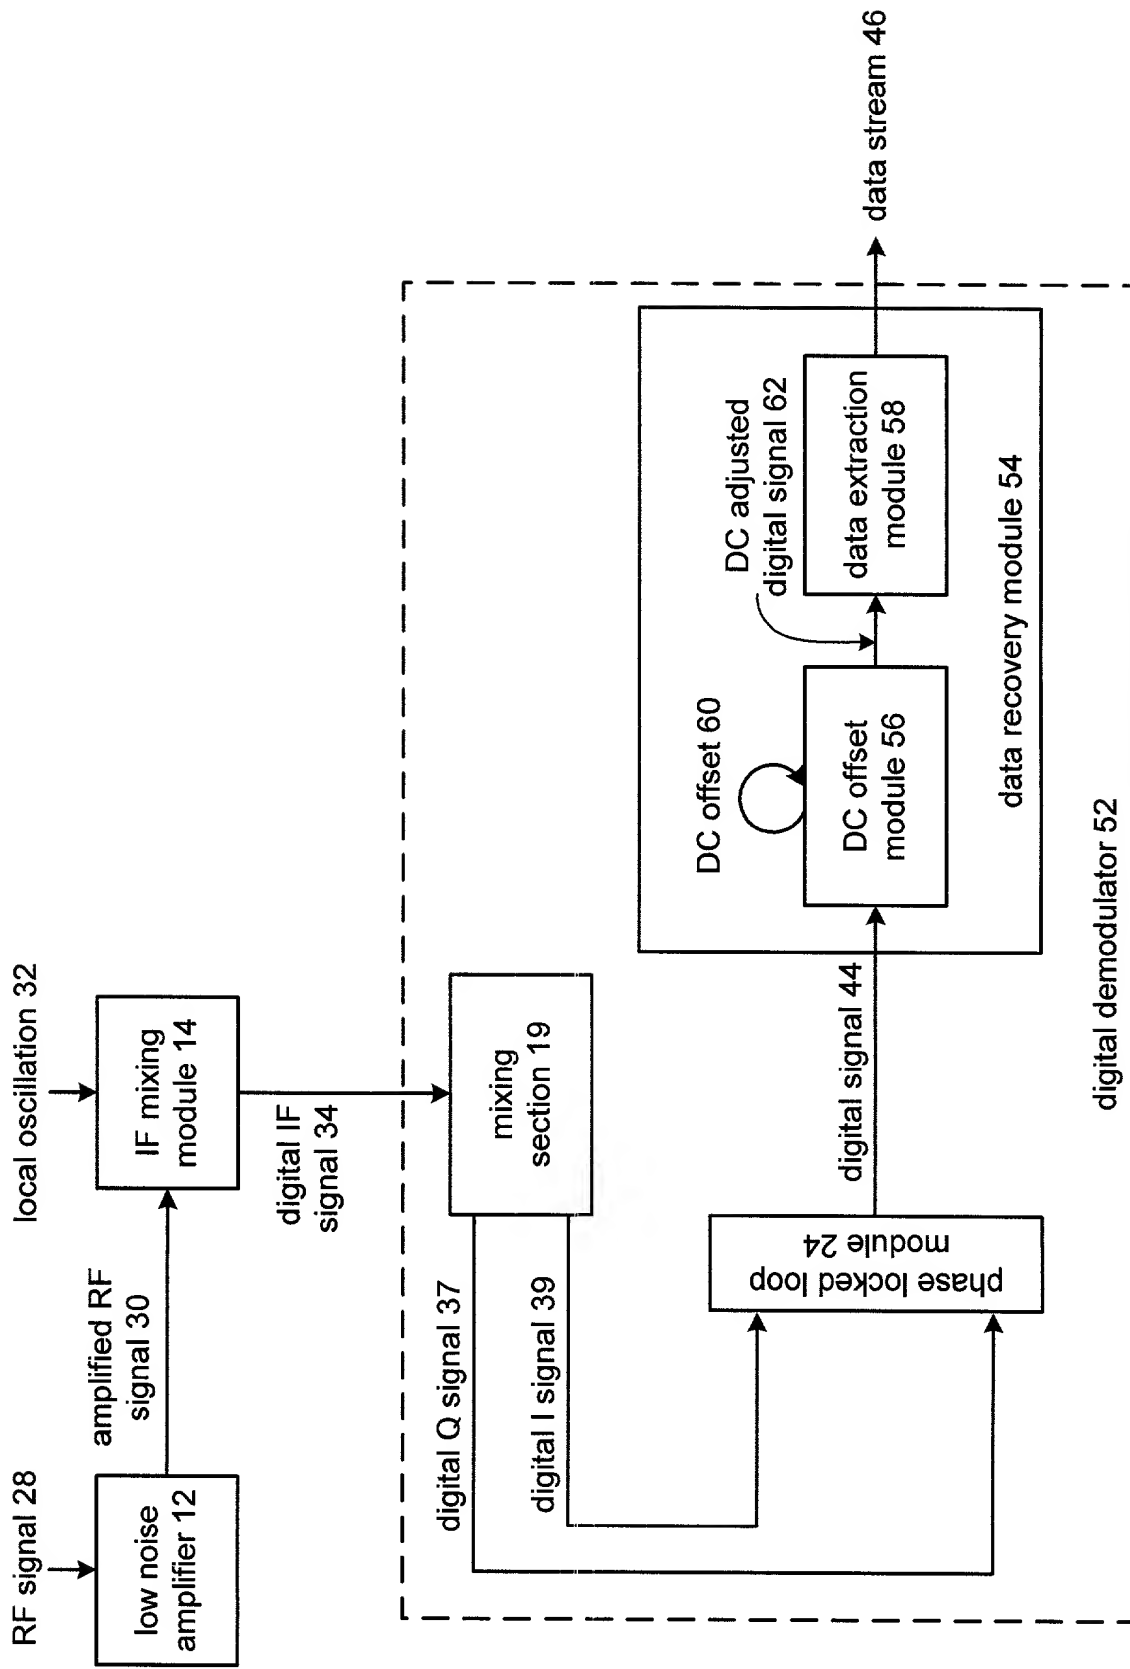 RF signal 28
low noise
amplifier 12
amplified RF
signal 30
local oscillation 32
IF mixing
module 14
digital IF
signal 34
mixing
section 19
digital Q signal 37
digital I signal 39
phase locked loop
module 24
digital signal 44
DC offset 60
DC offset
module 56
DC adjusted
digital signal 62
data extraction
module 58
data recovery module 54
data stream 46
digital demodulator 52